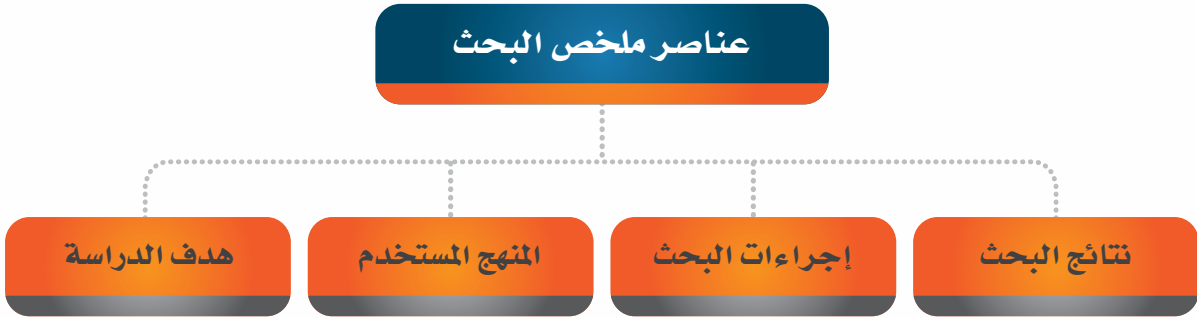 عناصر ملخص البحث
نتائج البحث
إجراءات البحث
المنهج المستخدم
هدف الدراسة